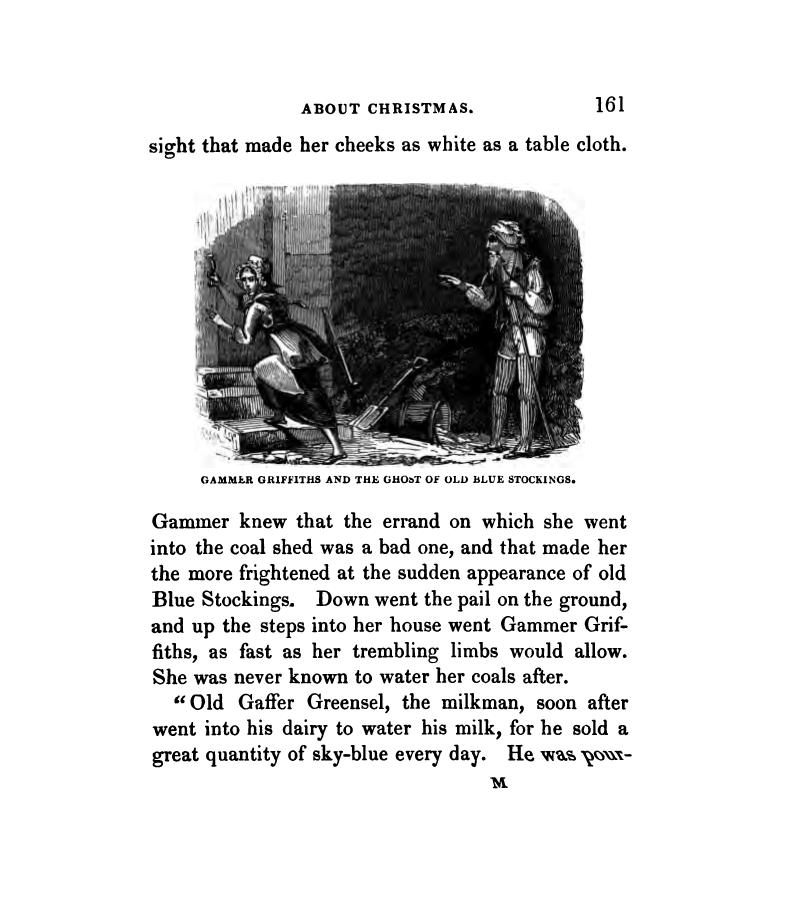 ABOUT CHRISTMAS. 161
sight that made her cheeks as white as a table cloth.
GAMMER GRIFFITHS AND THE GHOST OF OLD BLUE STOCKINGS.
Gammer knew that the errand on which she went
into the coal shed was a bad one, and that made her
the more frightened at the sudden appearance of old
Blue Stockings. Down went the pail on the ground,
and up the steps into her house went Gammer Grif-
fiths, as fast as her trembling limbs would allow.
She was never known to water her coals after.
“Old Gaffer Greensel, the milkman, soon after
went into his dairy to water his milk, for he sold a
great quantity of sky-blue every day. He was pour-
M